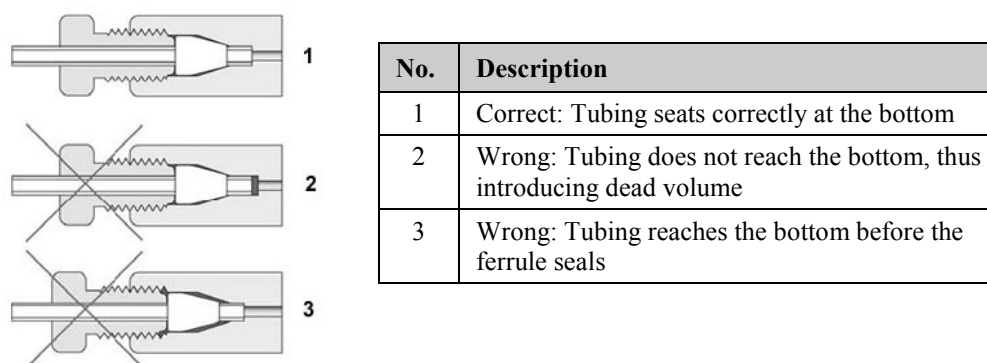 1
2
3
No. Description
1 Correct: Tubing seats correctly at the bottom
2 Wrong: Tubing does not reach the bottom, thus
introducing dead volume
3 Wrong: Tubing reaches the bottom before the
ferrule seals